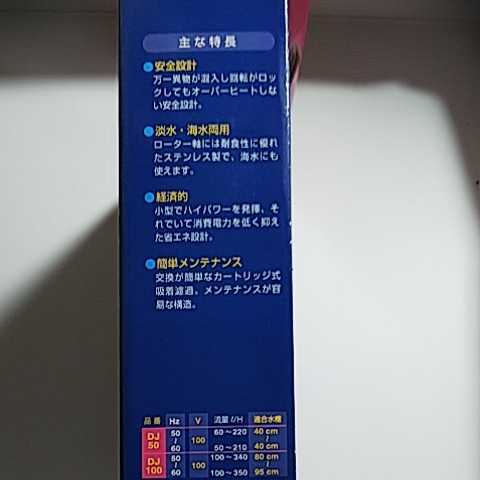 主な特長
安全設計
万一異物が混入し回転がロッ
クしてもオーバーヒートしな
い安全設計。
淡水・海水両用
ローター軸には耐食性に優れ
たステンレス製で、海水にも
使えます。
経済的
小型でハイパワーを発揮、そ
れでいて消費電力を低く抑え
た省エネ設計。
簡単メンテナンス
交換が簡単なカートリッジ式
吸着濾過。メンテナンスが容
易な構造。
品番 Hz V 流量ℓ/H 適合水槽
DJ 50 50~60 100 60~220 40cm
50~210 40cm
DJ 100 50~60 100 100~340 80cm
100~350 95cm